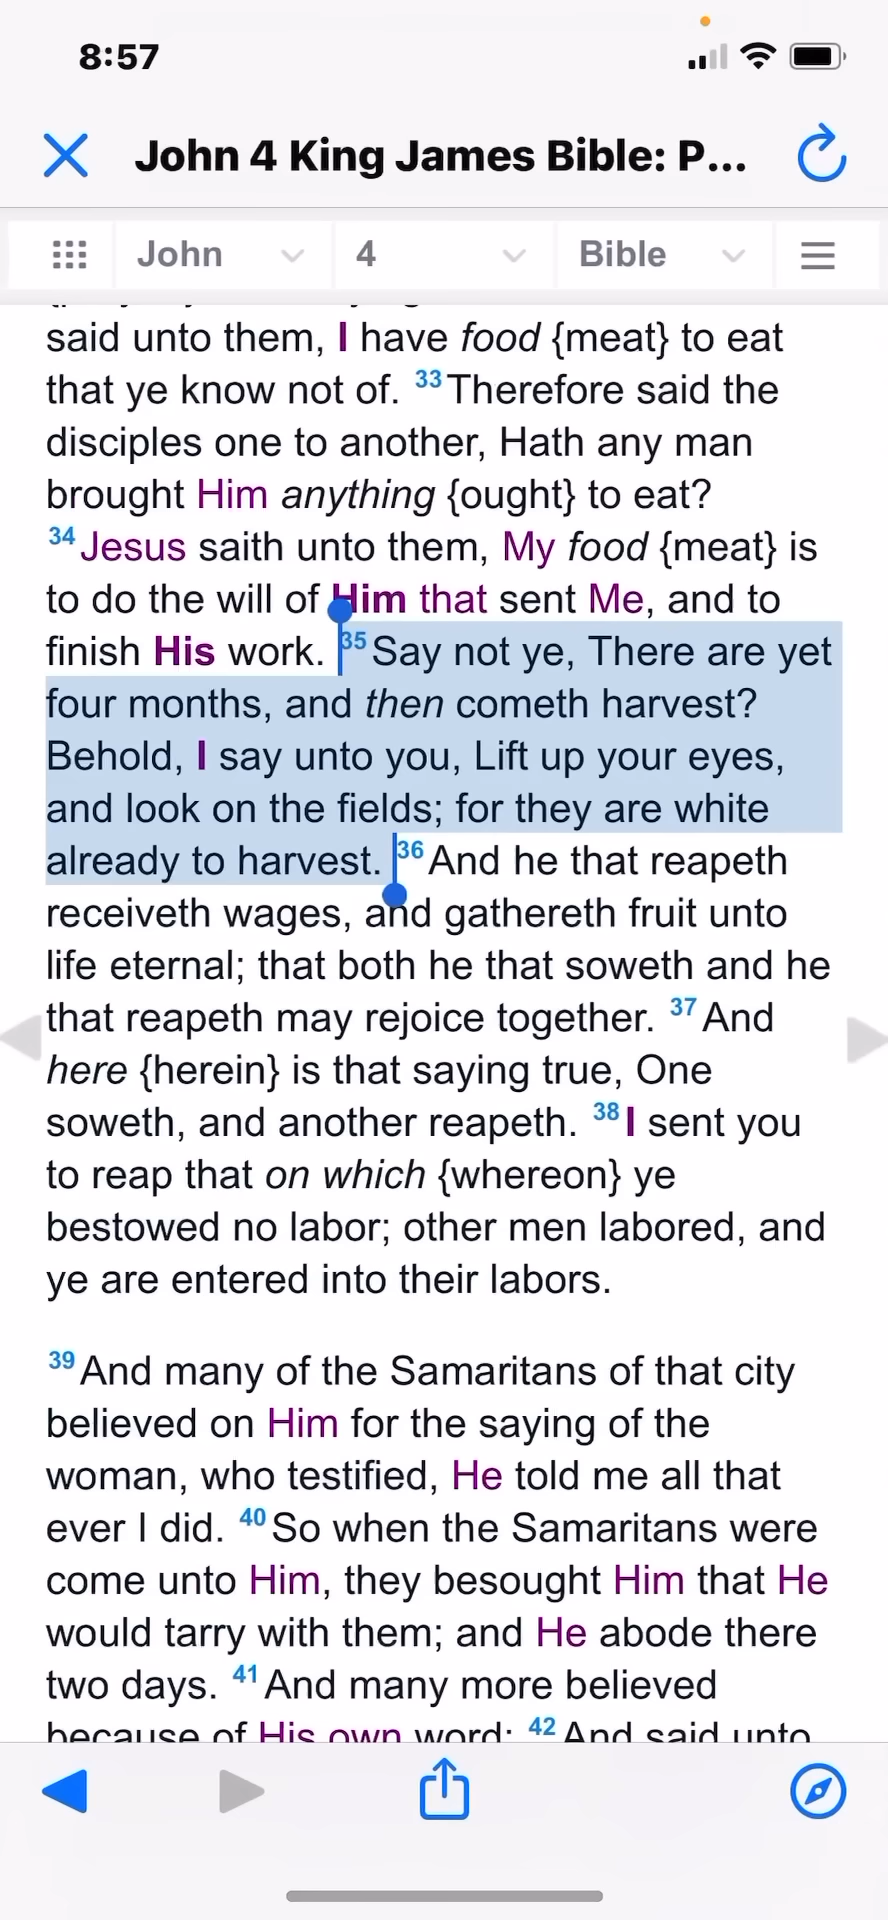 8:57
John 4 King James Bible: P...
John 4 Bible
said unto them, I have food {meat} to eat
that ye know not of. 33 Therefore said the
disciples one to another, Hath any man
brought Him anything {ought} to eat?
34 Jesus saith unto them, My food {meat} is
to do the will of Him that sent Me, and to
finish His work. 35 Say not ye, There are yet
four months, and then cometh harvest?
Behold, I say unto you, Lift up your eyes,
and look on the fields; for they are white
already to harvest. 36 And he that reapeth
receiveth wages, and gathereth fruit unto
life eternal; that both he that soweth and he
that reapeth may rejoice together. 37 And
here {herein} is that saying true, One
soweth, and another reapeth. 38 I sent you
to reap that on which {whereon} ye
bestowed no labor; other men labored, and
ye are entered into their labors.
39 And many of the Samaritans of that city
believed on Him for the saying of the
woman, who testified, He told me all that
ever I did. 40 So when the Samaritans were
come unto Him, they besought Him that He
would tarry with them; and He abode there
two days. 41 And many more believed
because of His own word; 42 And said unto